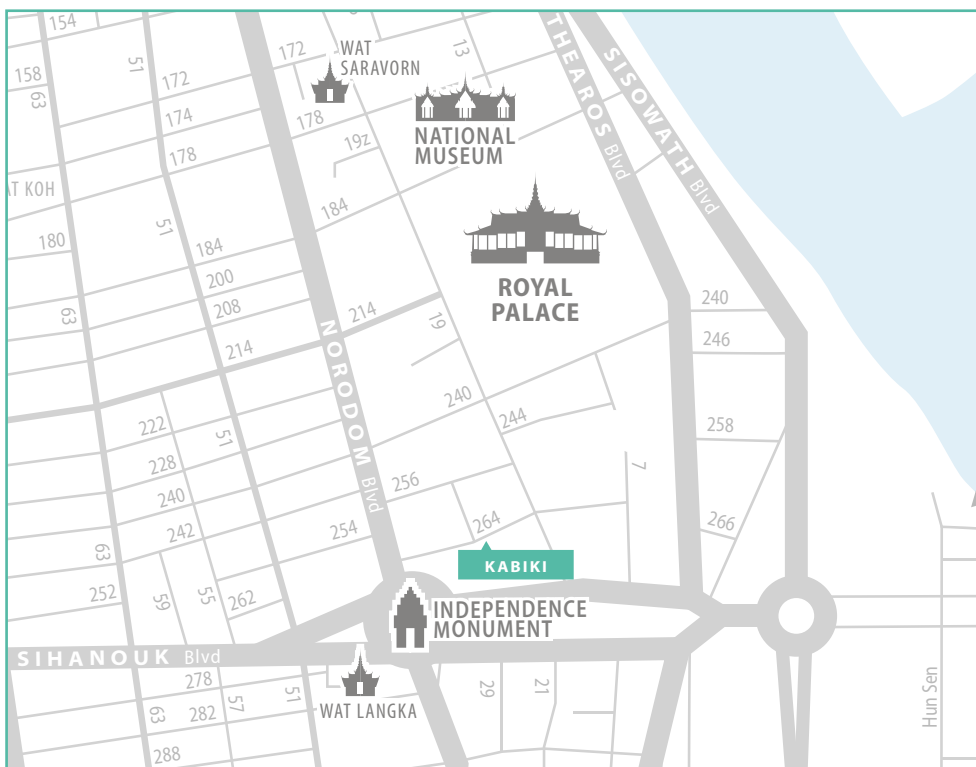 154
158
63
51
172
174
178
51
AT KOH
180
63
184
200
208
214
172
WAT
SARAVORN
13
178
19z
184
NATIONAL
MUSEUM
THEAROS Blvd
SISOWATH Blvd
ROYAL
PALACE
NORODOM Blvd
214
19
240
246
258
266
240
244
7
222
228
240
242
51
63
252
59
55
262
254
256
264
KABIKI
INDEPENDENCE
MONUMENT
SIHANOUK Blvd
WAT LANGKA
278
282
288
63
57
51
29
21
Hun Sen